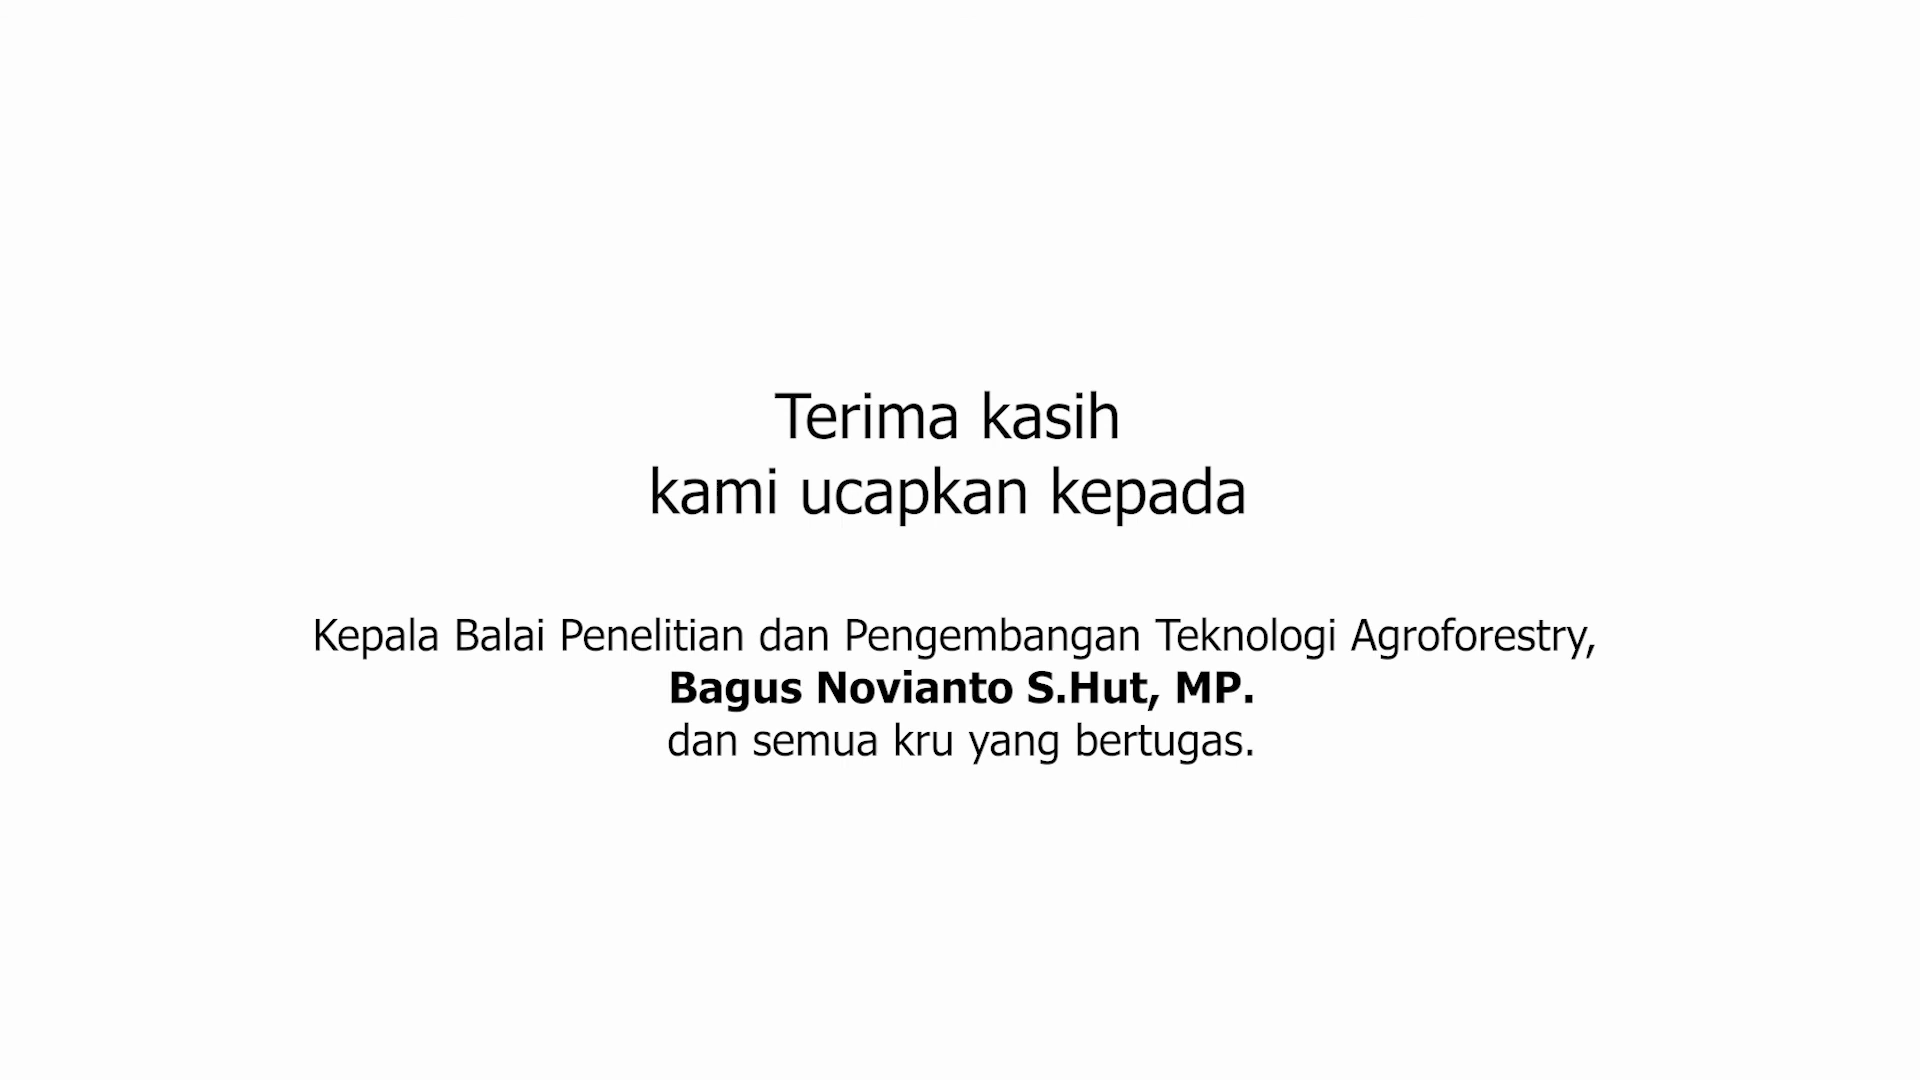 Terima kasih
kami ucapkan kepada
Kepala Balai Penelitian dan Pengembangan Teknologi Agroforestry,
Bagus Novianto S.Hut, MP.
dan semua kru yang bertugas.